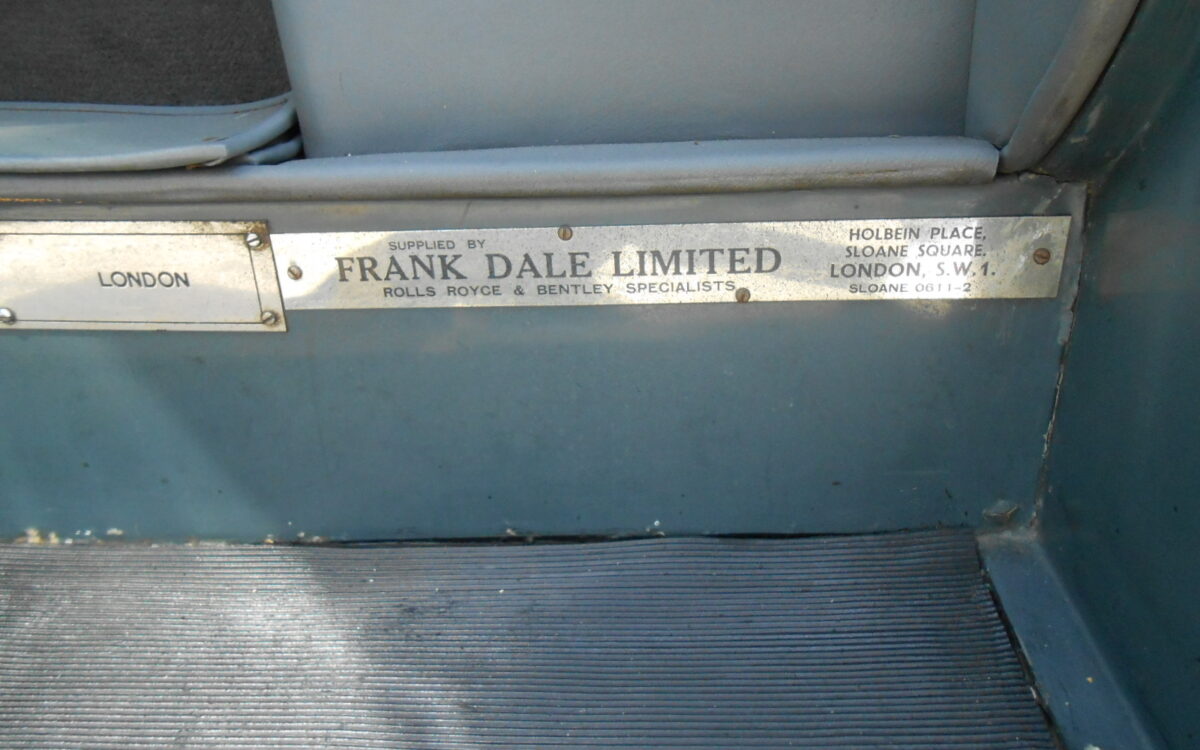 LONDON
SUPPLIED BY
FRANK DALE LIMITED
ROLLS ROYCE & BENTLEY SPECIALISTS
HOLBEIN PLACE,
SLOANE SQUARE,
LONDON, S.W.1.
SLOANE 0611-2